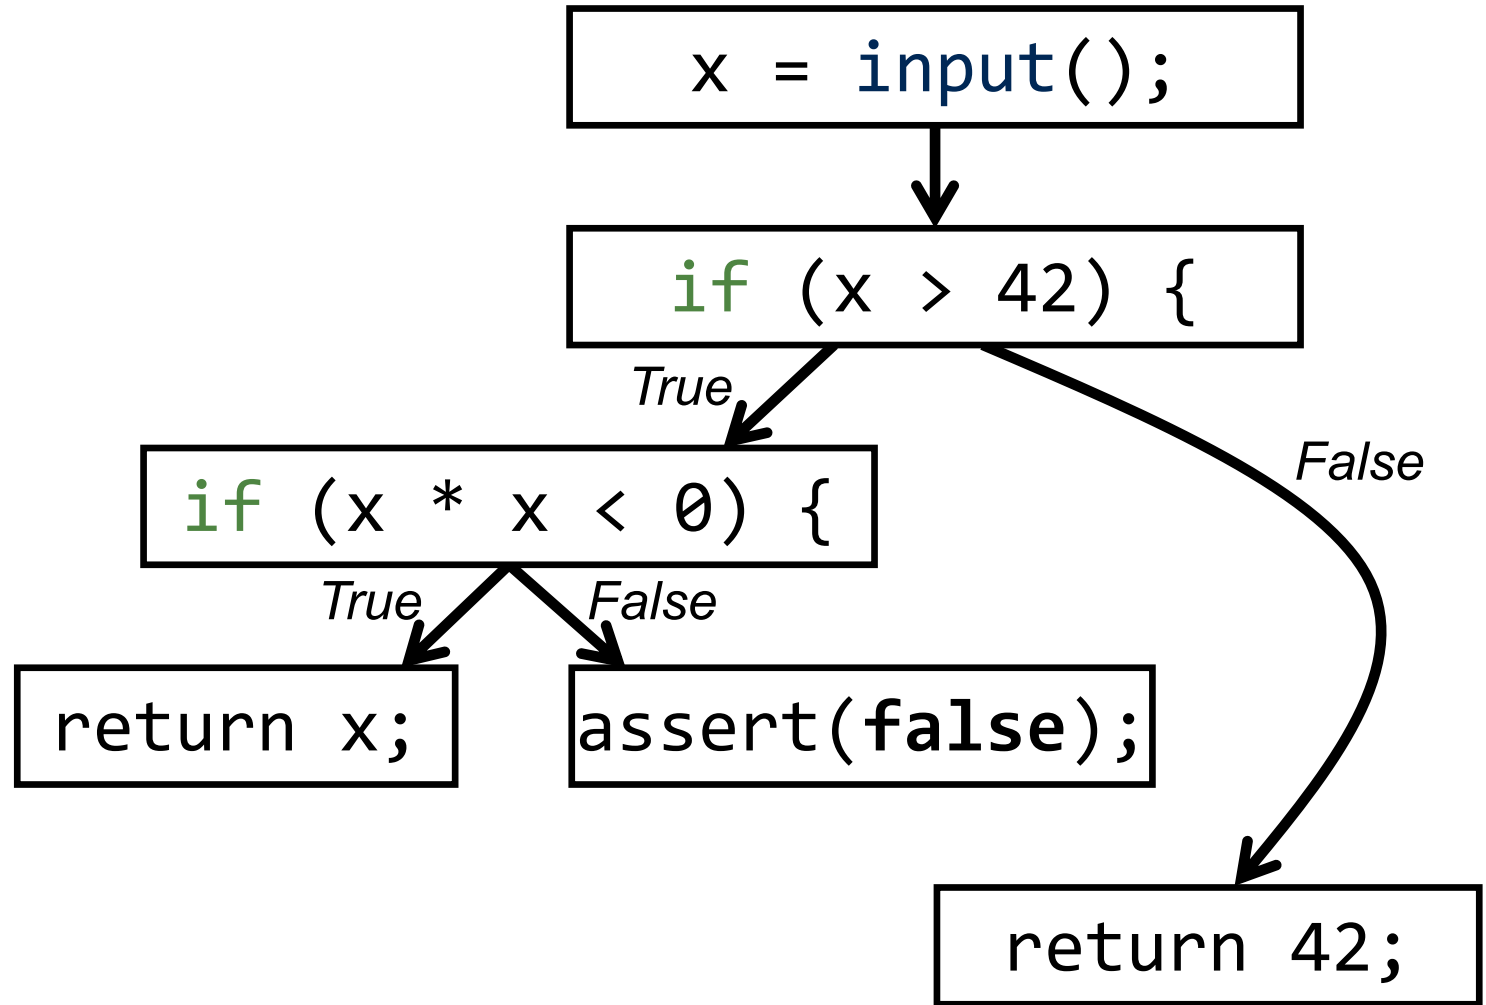 x = input();
if (x > 42) {
True
False
if (x * x < 0) {
True
False
return x;
assert(false);
return 42;